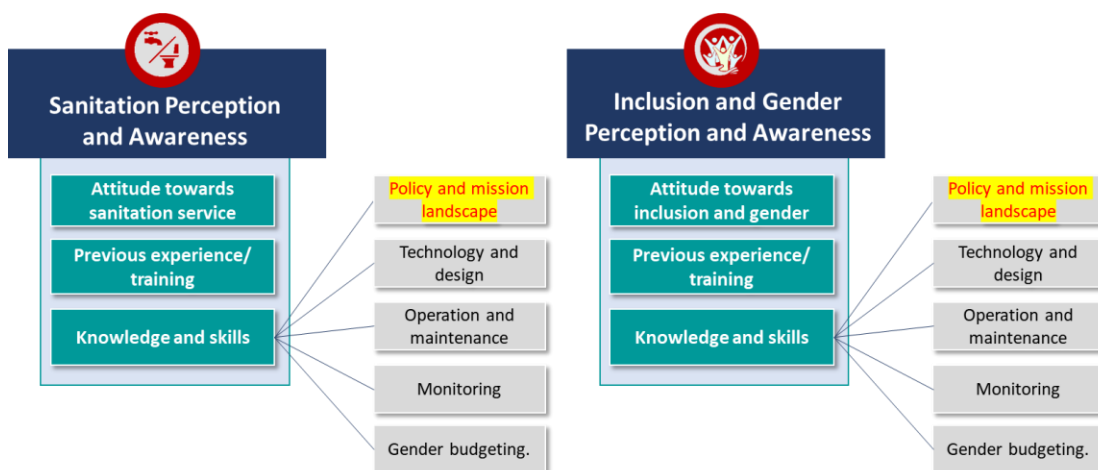 Sanitation Perception
and Awareness
Attitude towards
sanitation service
Previous experience/
training
Knowledge and skills
Policy and mission
landscape
Technology and
design
Operation and
maintenance
Monitoring
Gender budgeting.
Inclusion and Gender
Perception and Awareness
Attitude towards
inclusion and gender
Previous experience/
training
Knowledge and skills
Policy and mission
landscape
Technology and
design
Operation and
maintenance
Monitoring
Gender budgeting.